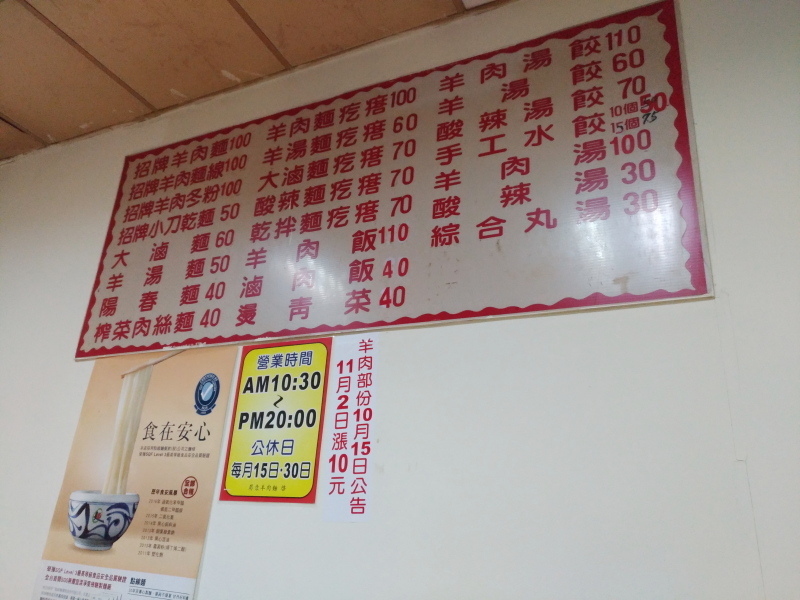 招牌羊肉麵100
招牌羊肉麵線100
招牌羊肉冬粉100
招牌小刀乾麵50
大滷麵60
羊湯麵50
陽春麵40
榨菜肉絲麵40
羊肉麵疙瘩100
羊湯麵疙瘩60
大滷麵疙瘩70
酸辣麵疙瘩70
乾拌麵疙瘩70
羊肉飯110
滷肉飯40
燙青菜40
羊肉湯餃110
羊湯餃60
酸辣湯餃70
手工水餃10個50 15個75
羊肉湯100
酸辣湯30
綜合丸湯30
營業時間
AM10:30
～
PM20:00
公休日
每月15日·30日
羊肉部份10月15日公告
11月2日漲10元
食在安心
點線麵